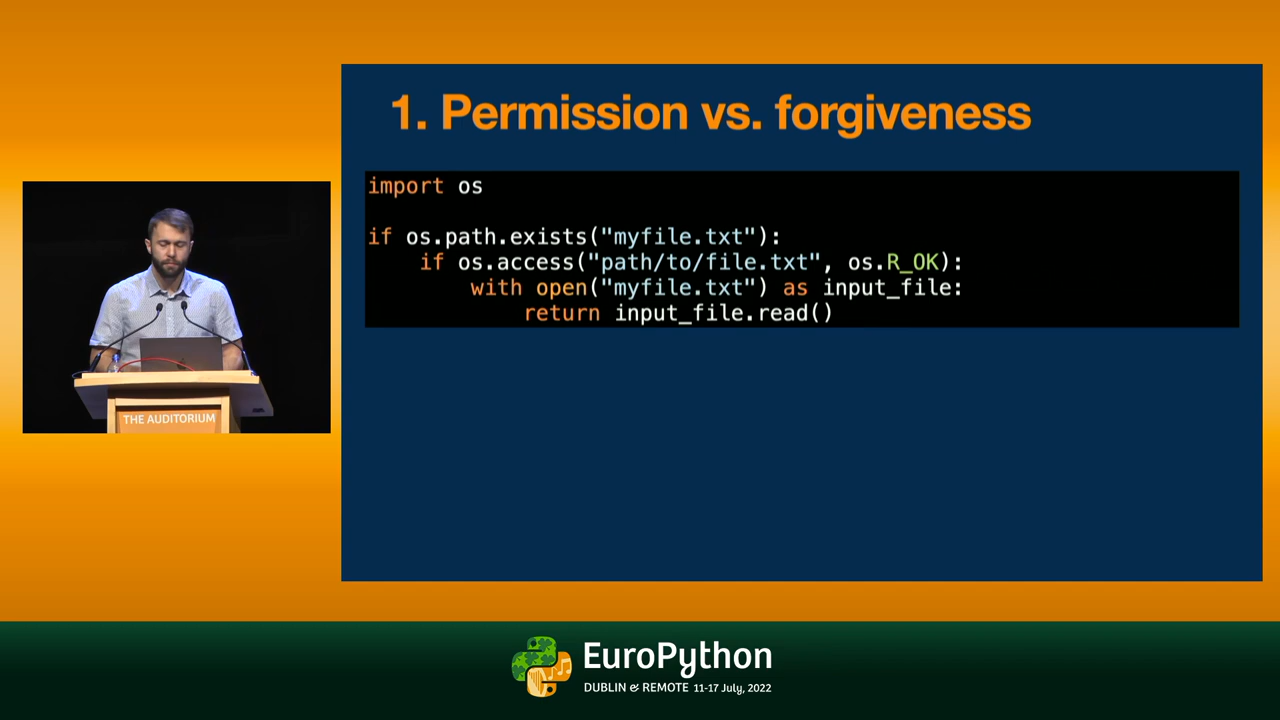 1. Permission vs. forgiveness
import os
if os.path.exists("myfile.txt"):
    if os.access("path/to/file.txt", os.R_OK):
        with open("myfile.txt") as input_file:
            return input_file.read()
THE AUDITORIUM
EuroPython
DUBLIN & REMOTE 11-17 July, 2022